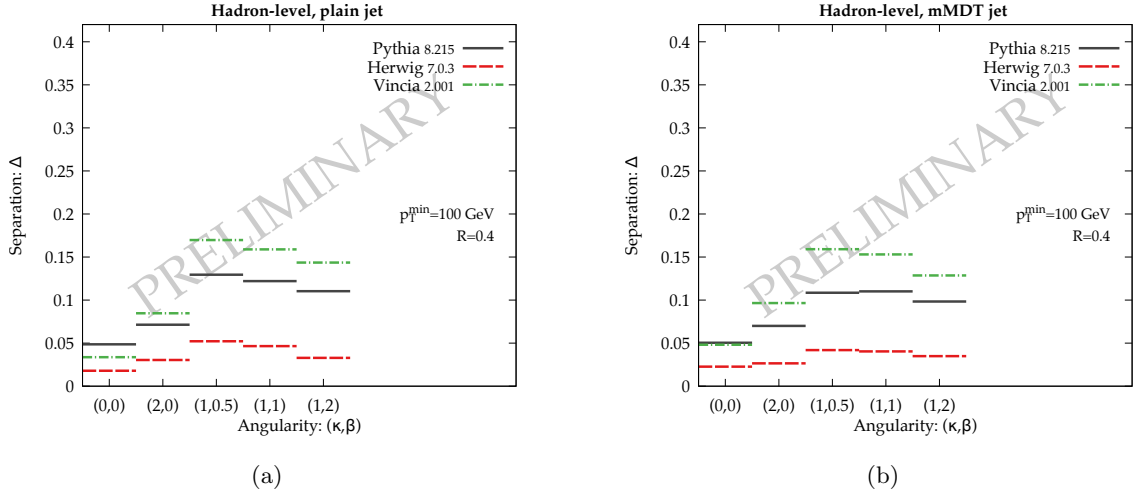 Hadron-level, plain jet
0.4
0.35
0.3
0.25
0.2
0.15
0.1
0.05
0
Separation: Δ
Pythia 8.215
Herwig 7.0.3
Vincia 2.001
PRELIMINARY
p_T^min=100 GeV
R=0.4
(0,0) (2,0) (1,0.5) (1,1) (1,2)
Angularity: (κ,β)
(a)
Hadron-level, mMDT jet
0.4
0.35
0.3
0.25
0.2
0.15
0.1
0.05
0
Separation: Δ
Pythia 8.215
Herwig 7.0.3
Vincia 2.001
PRELIMINARY
p_T^min=100 GeV
R=0.4
(0,0) (2,0) (1,0.5) (1,1) (1,2)
Angularity: (κ,β)
(b)